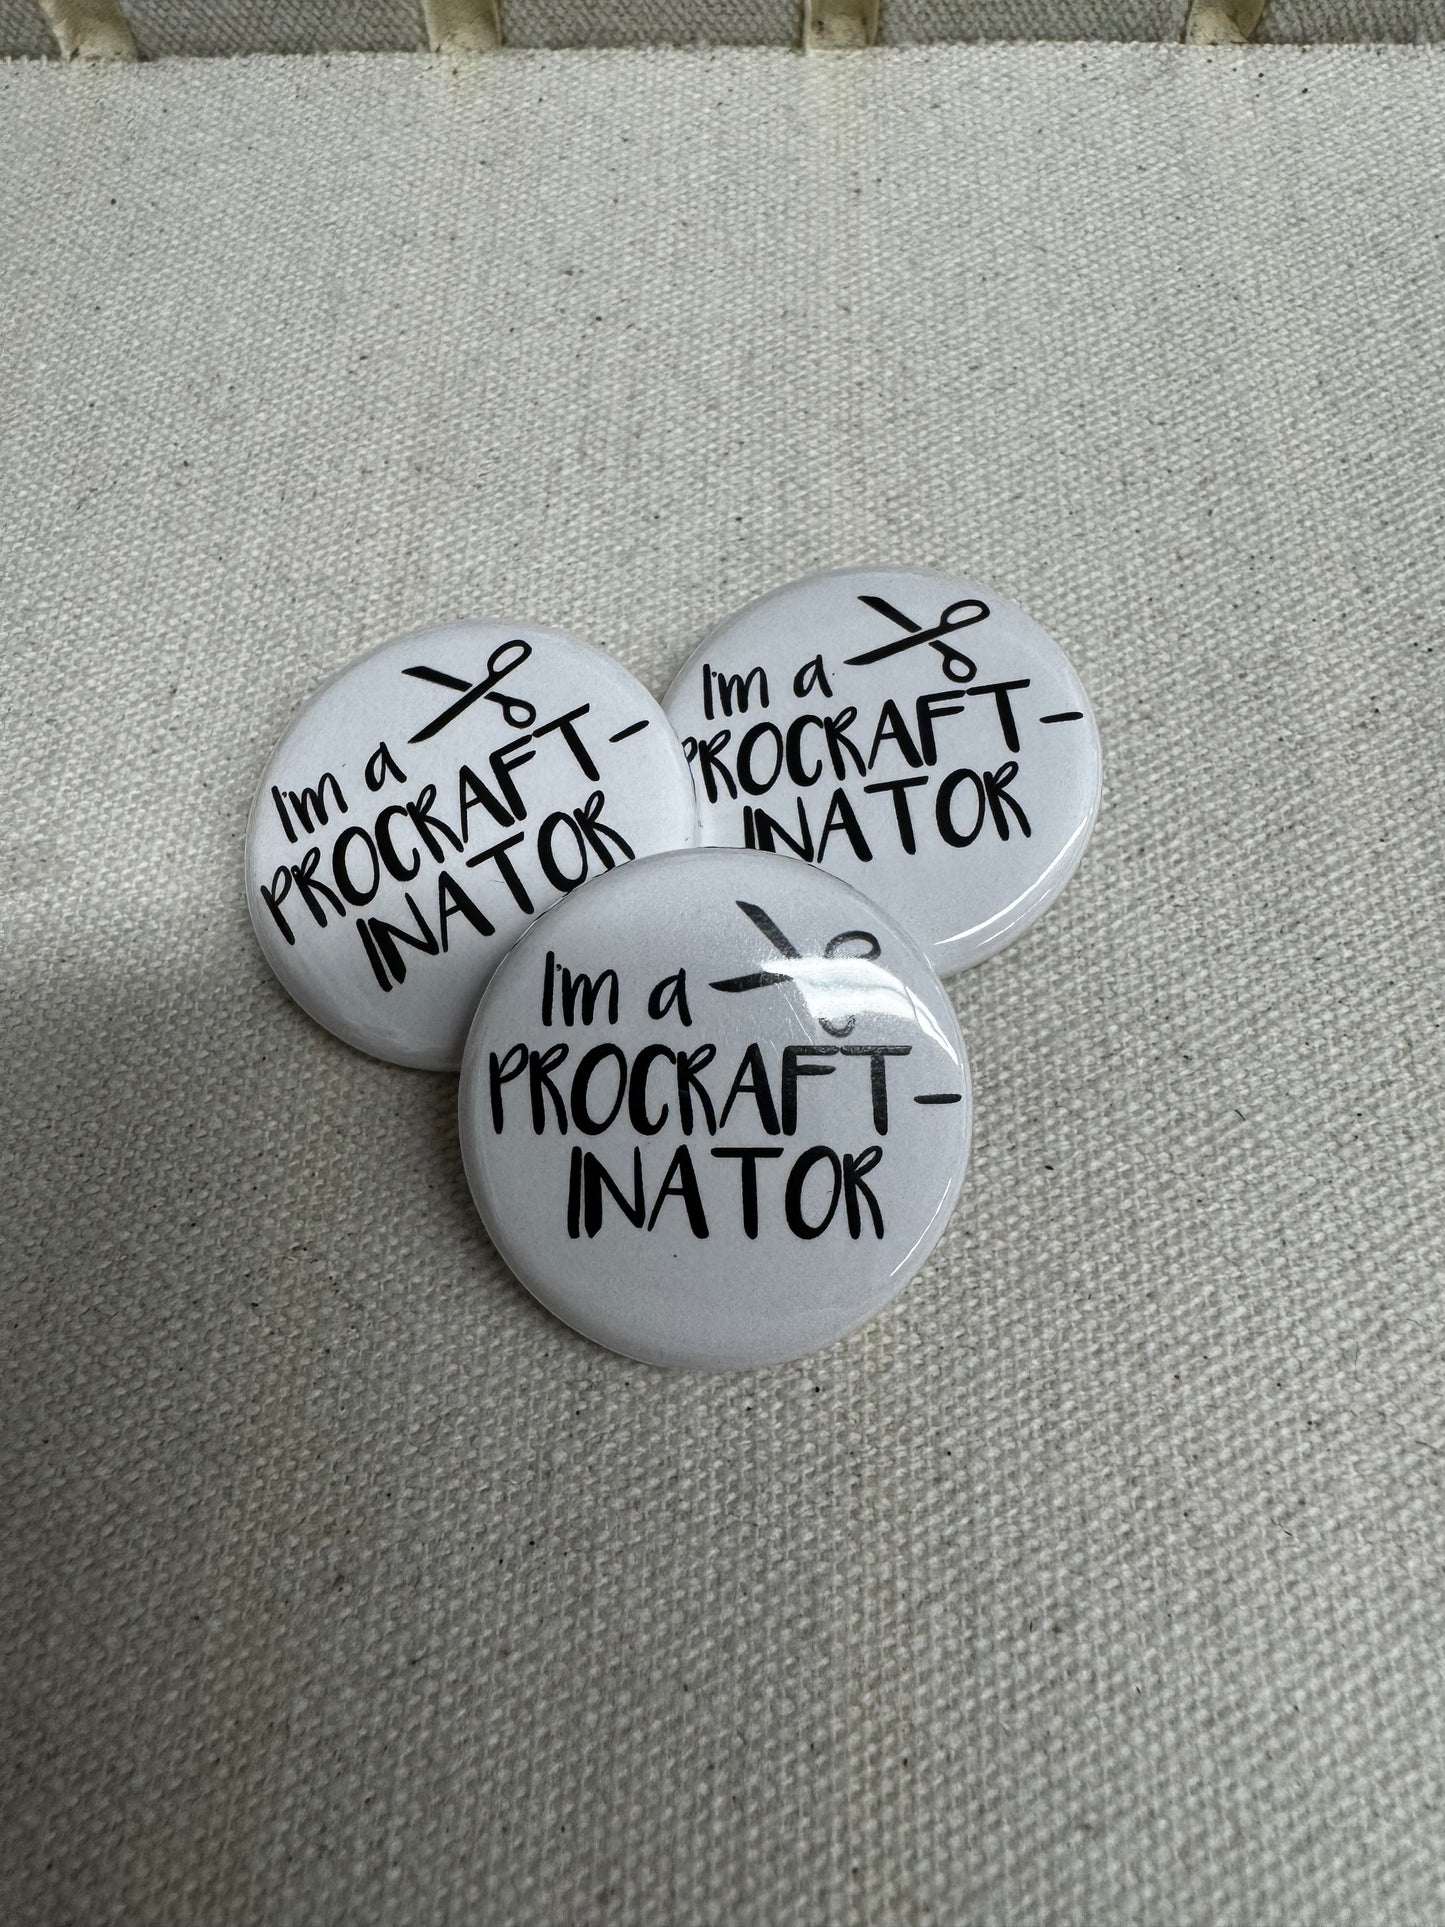 I'm a
PROCRAFT-
INATOR
I'm a
PROCRAFT-
INATOR
I'm a
PROCRAFT-
INATOR